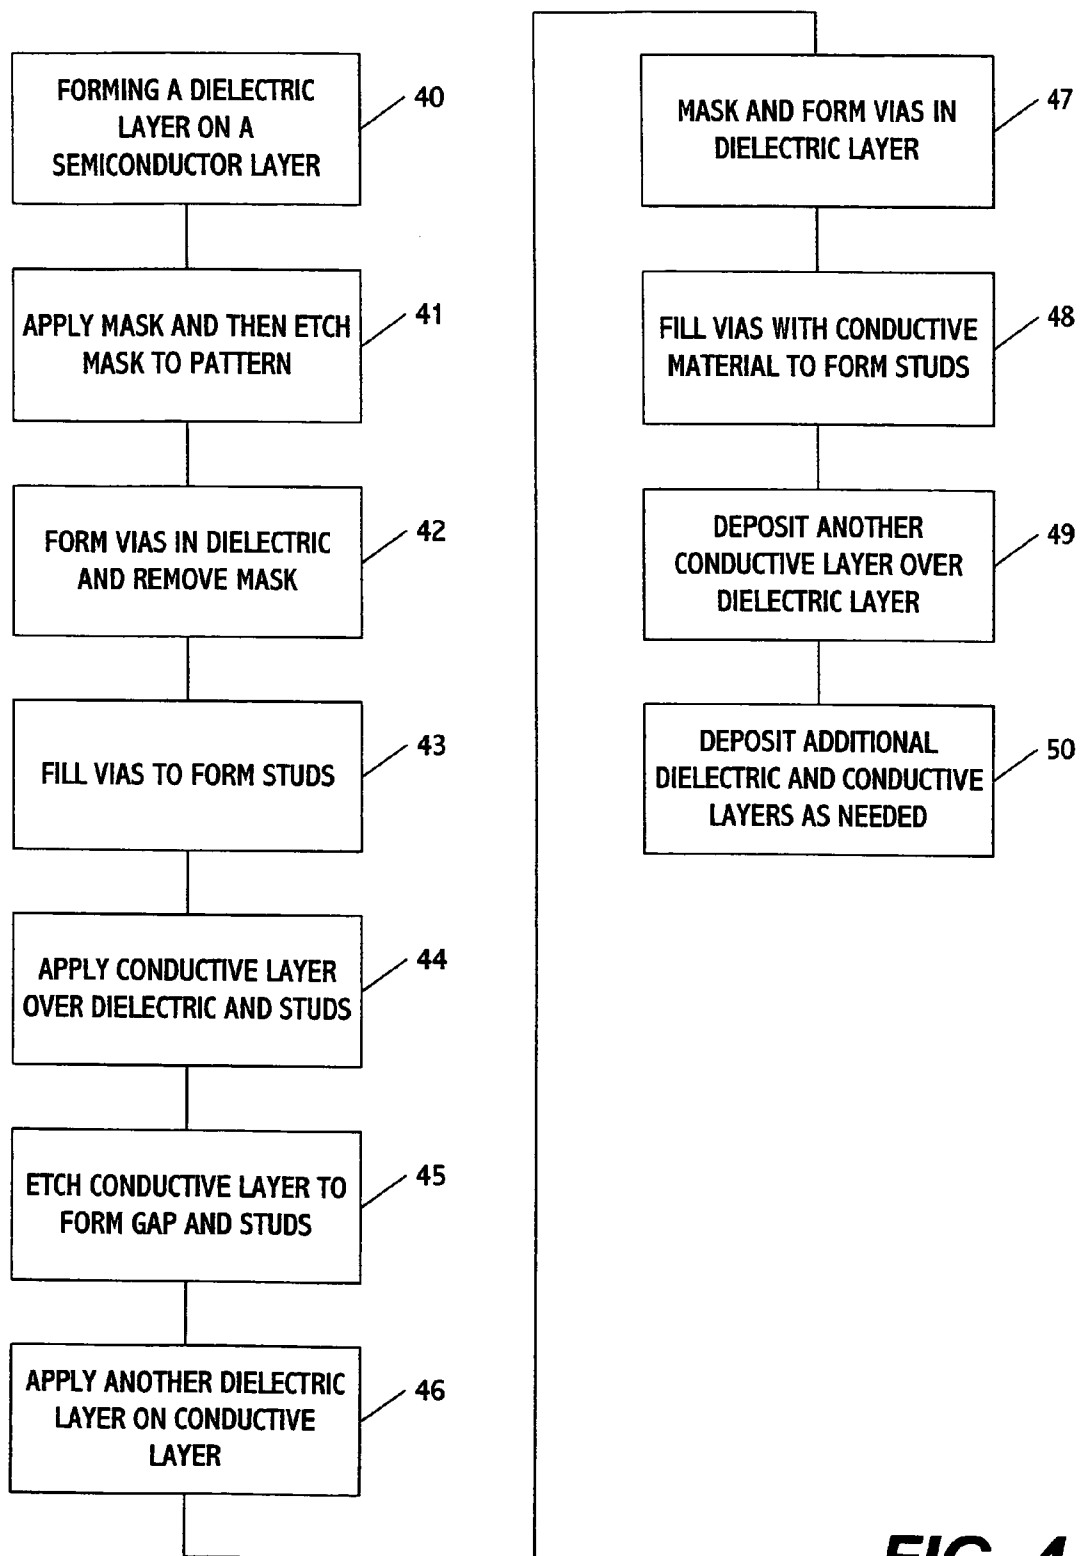 FORMING A DIELECTRIC
LAYER ON A
SEMICONDUCTOR LAYER
40
APPLY MASK AND THEN ETCH
MASK TO PATTERN
41
FORM VIAS IN DIELECTRIC
AND REMOVE MASK
42
FILL VIAS TO FORM STUDS
43
APPLY CONDUCTIVE LAYER
OVER DIELECTRIC AND STUDS
44
ETCH CONDUCTIVE LAYER TO
FORM GAP AND STUDS
45
APPLY ANOTHER DIELECTRIC
LAYER ON CONDUCTIVE
LAYER
46
MASK AND FORM VIAS IN
DIELECTRIC LAYER
47
FILL VIAS WITH CONDUCTIVE
MATERIAL TO FORM STUDS
48
DEPOSIT ANOTHER
CONDUCTIVE LAYER OVER
DIELECTRIC LAYER
49
DEPOSIT ADDITIONAL
DIELECTRIC AND CONDUCTIVE
LAYERS AS NEEDED
50
FIG. 4